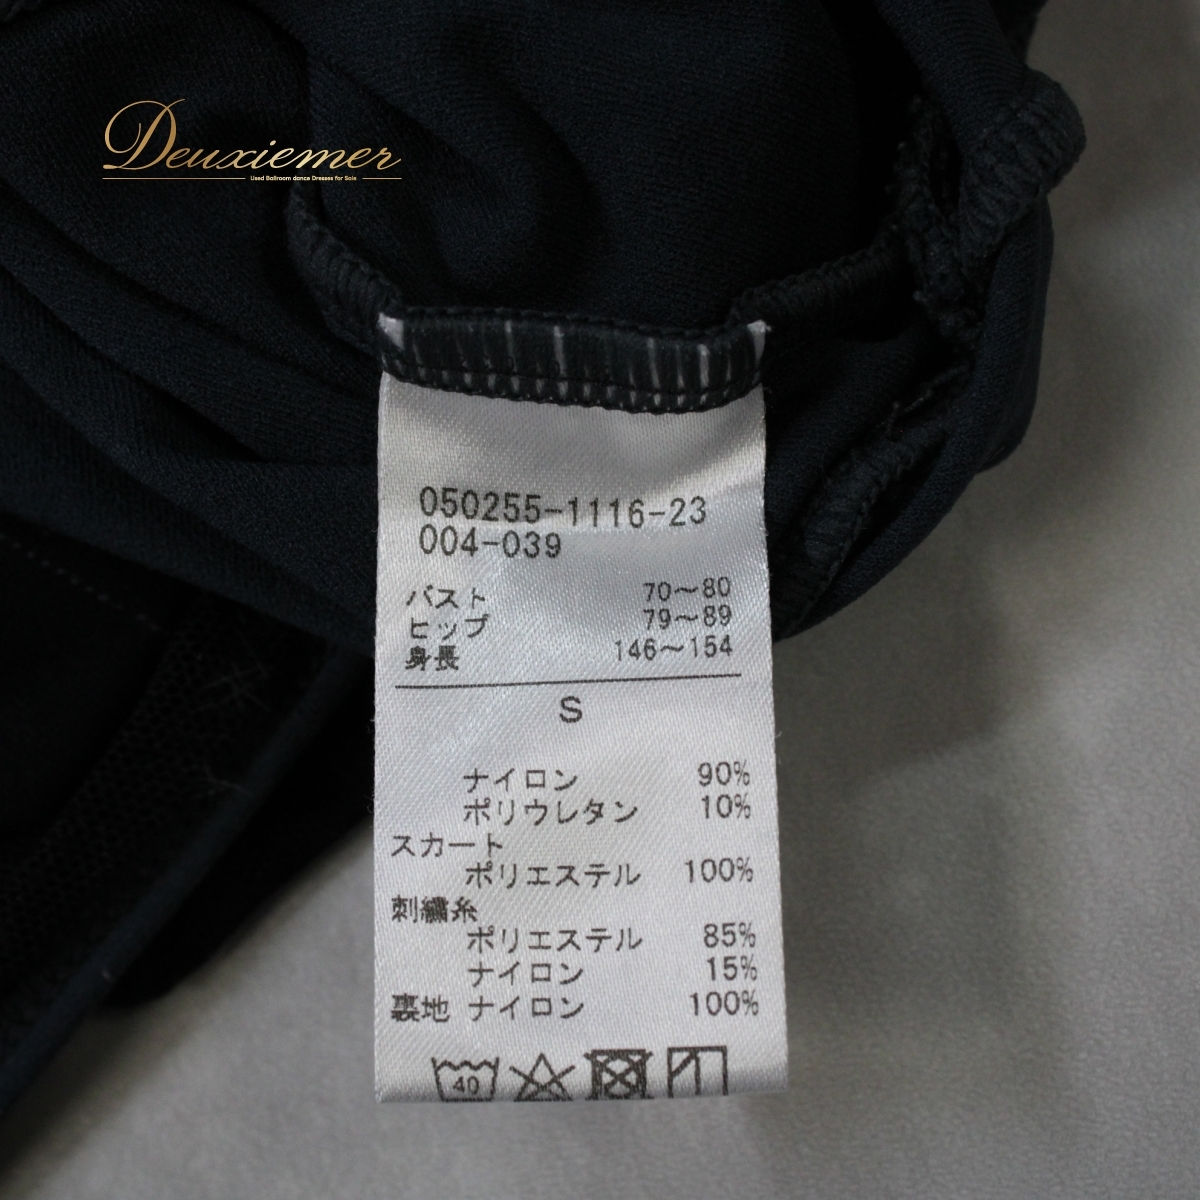 Deuxiemer
Used Ballroom dance Dresses for Sale
050255-1116-23
004-039
バスト 70～80
ヒップ 79～89
身長 146～154
S
ナイロン 90%
ポリウレタン 10%
スカート
ポリエステル 100%
刺繍糸
ポリエステル 85%
ナイロン 15%
裏地 ナイロン 100%
40